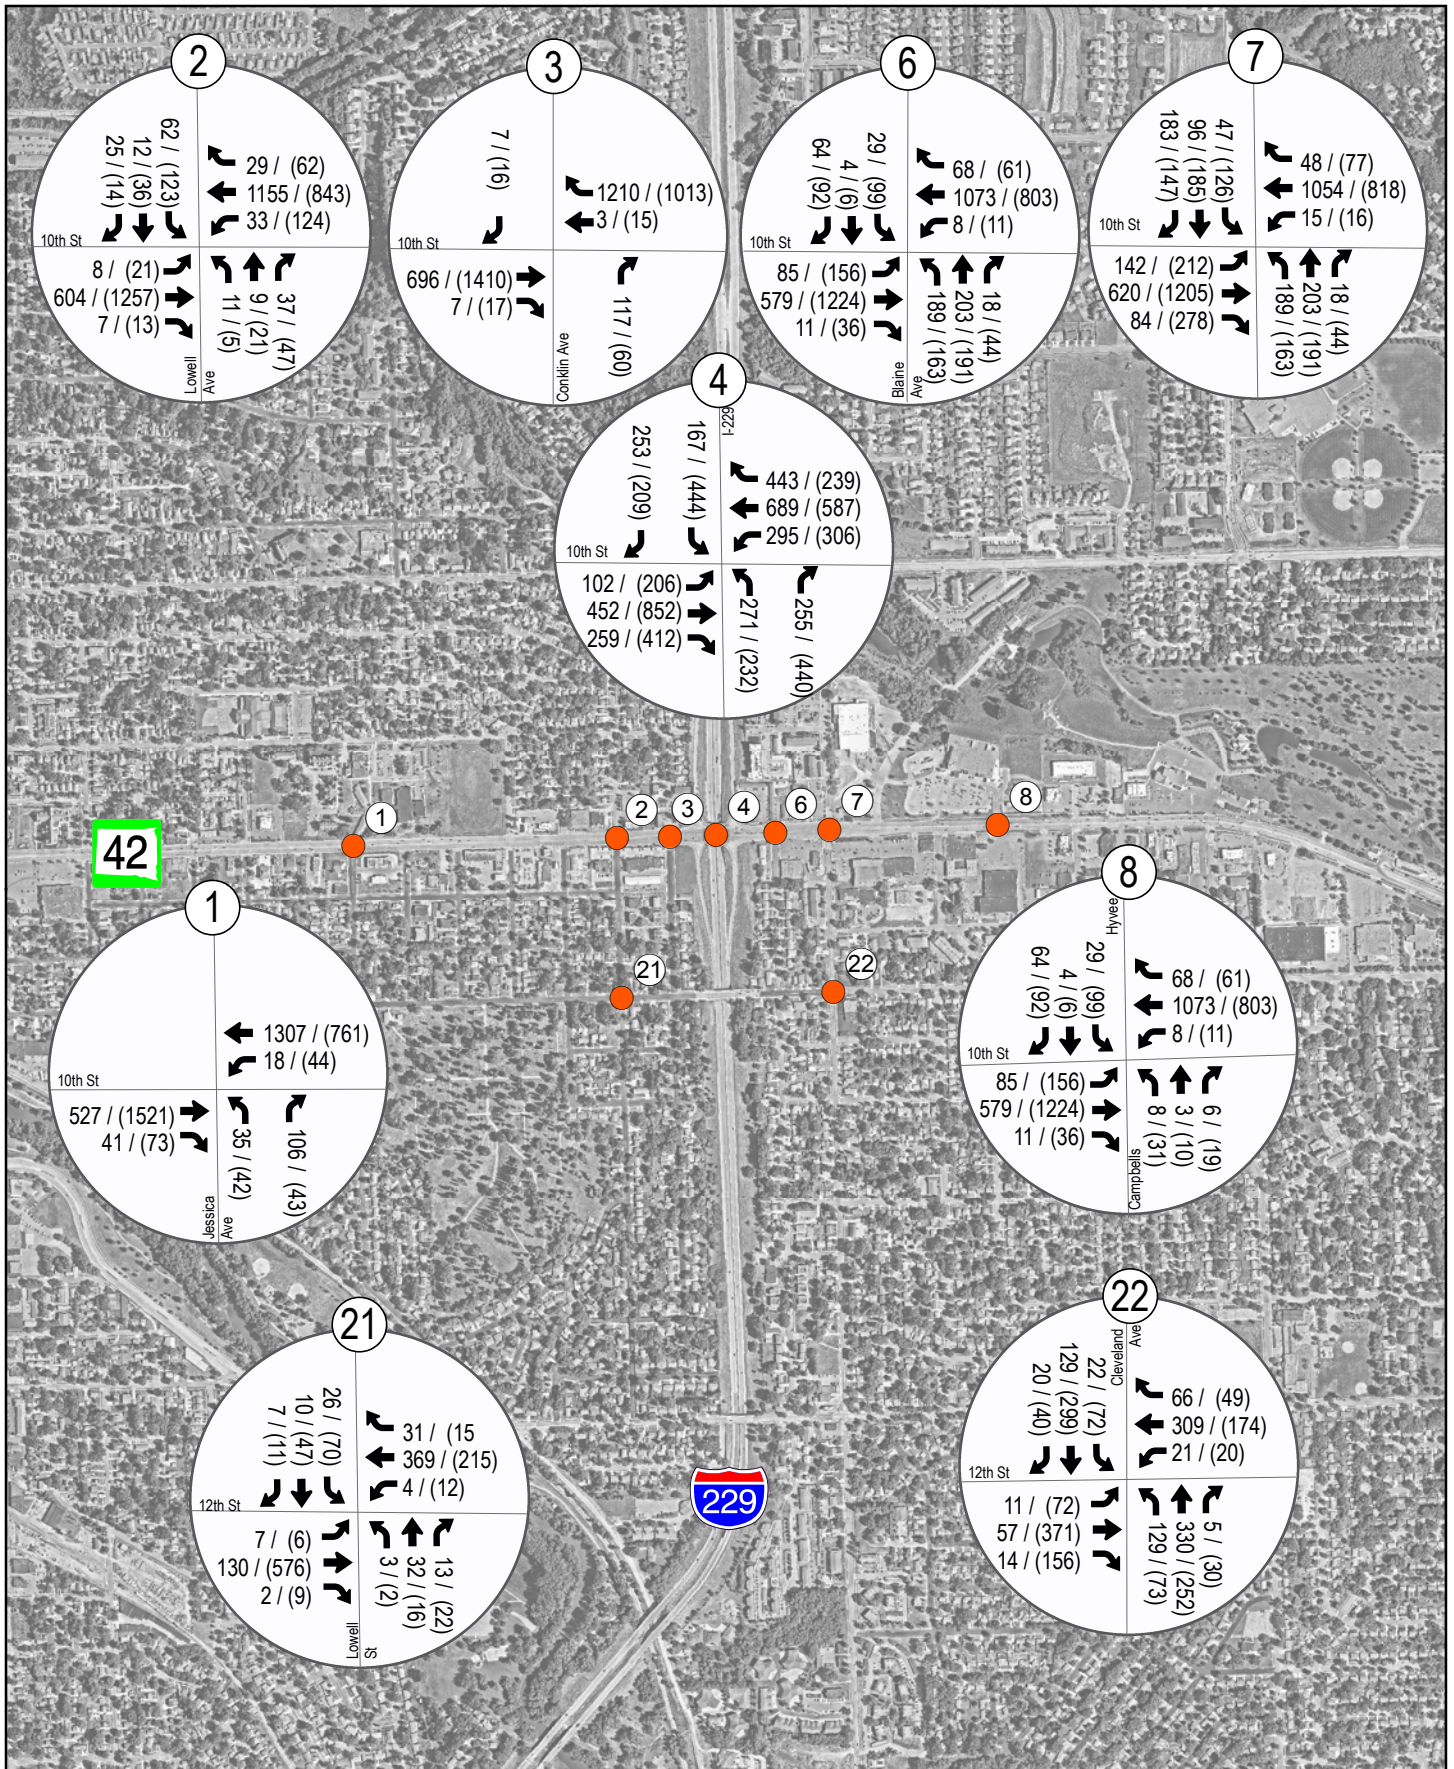 2
62 / (123)
12 / (36)
25 / (14)
29 / (62)
1155 / (843)
33 / (124)
10th St
8 / (21)
604 / (1257)
7 / (13)
11 / (5)
9 / (21)
37 / (47)
Lowell
Ave
3
7 / (16)
1210 / (1013)
3 / (15)
10th St
696 / (1410)
7 / (17)
117 / (60)
Conklin Ave
6
29 / (99)
4 / (6)
64 / (92)
68 / (61)
1073 / (803)
8 / (11)
10th St
85 / (156)
579 / (1224)
11 / (36)
189 / (163)
203 / (191)
18 / (44)
Blaine
Ave
7
47 / (126)
96 / (185)
183 / (147)
48 / (77)
1054 / (818)
15 / (16)
10th St
142 / (212)
620 / (1205)
84 / (278)
189 / (163)
203 / (191)
18 / (44)
4
I-229
167 / (444)
253 / (209)
443 / (239)
689 / (587)
295 / (306)
10th St
102 / (206)
452 / (852)
259 / (412)
271 / (232)
255 / (440)
1
2
3
4
6
7
8
42
21
22
1
1307 / (761)
18 / (44)
10th St
527 / (1521)
41 / (73)
35 / (42)
106 / (43)
Jessica
Ave
8
Hyvee
29 / (99)
4 / (6)
64 / (92)
68 / (61)
1073 / (803)
8 / (11)
10th St
85 / (156)
579 / (1224)
11 / (36)
8 / (31)
3 / (10)
6 / (19)
Campbells
21
26 / (70)
10 / (47)
7 / (11)
31 / (15
369 / (215)
4 / (12)
12th St
7 / (6)
130 / (576)
2 / (9)
3 / (2)
32 / (16)
13 / (22)
Lowell
St
22
Cleveland
Ave
22 / (72)
129 / (299)
20 / (40)
66 / (49)
309 / (174)
21 / (20)
12th St
11 / (72)
57 / (371)
14 / (156)
129 / (73)
330 / (252)
5 / (30)
229